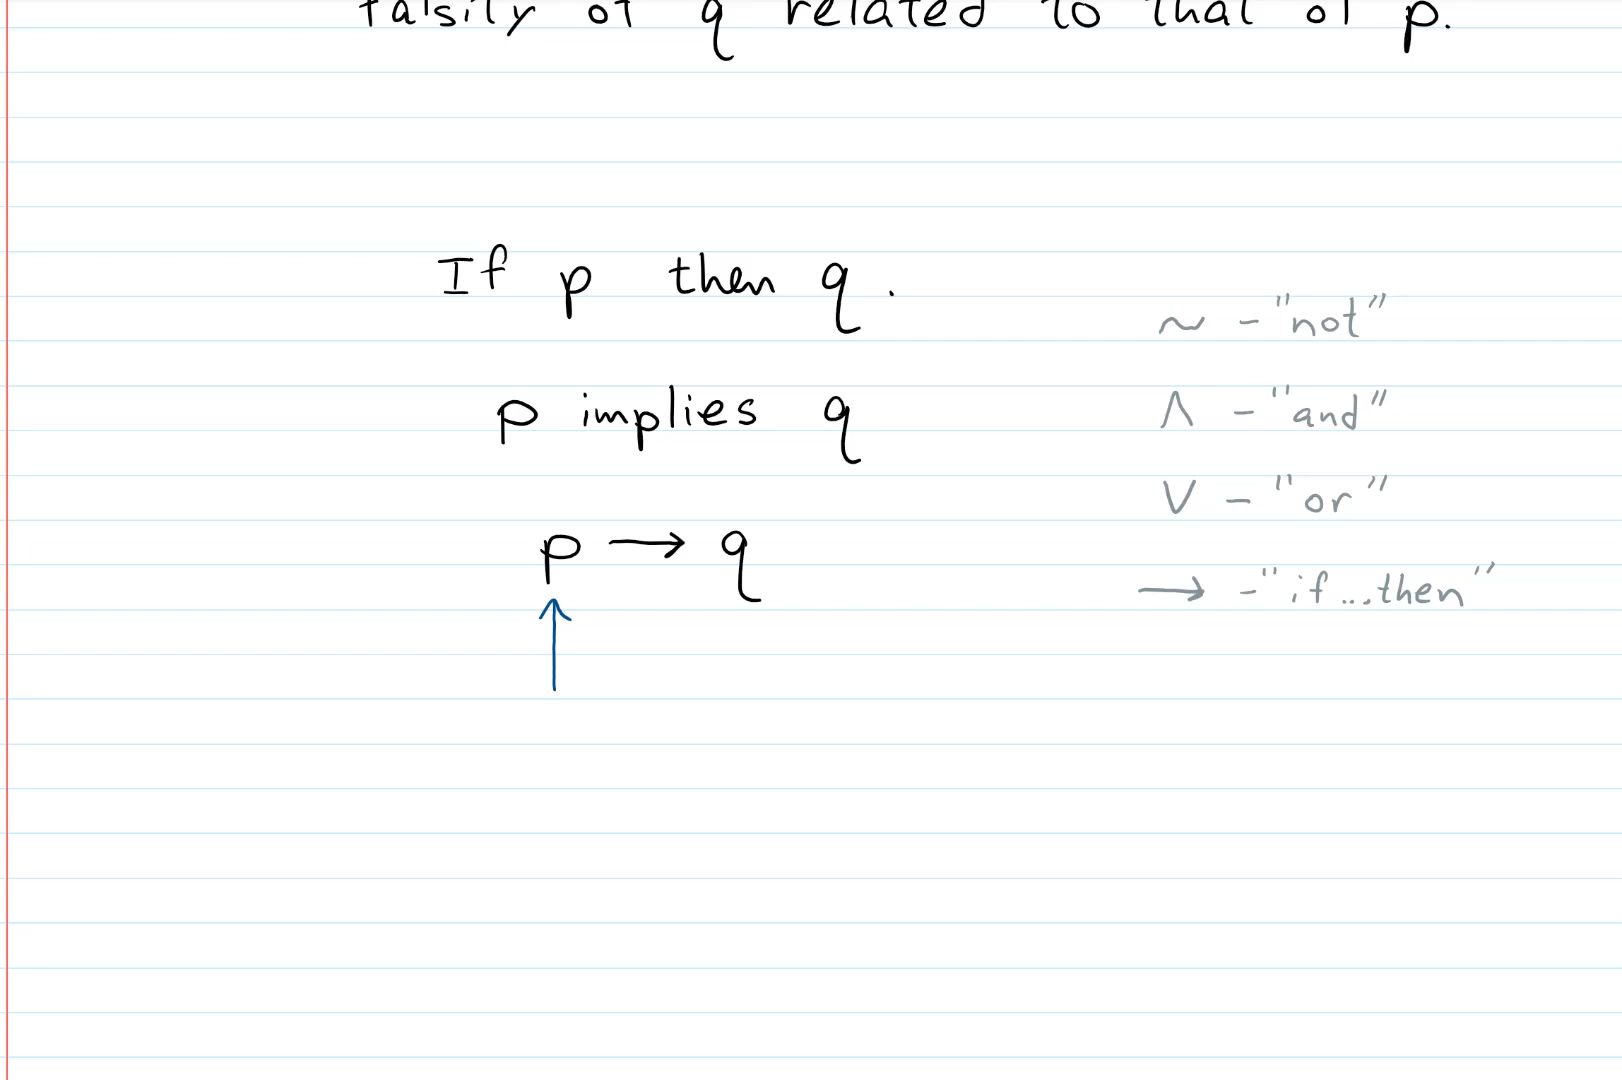 falsity of q related to that of p.
If p then q.
p implies q
p → q
~ - "not"
∧ - "and"
∨ - "or"
→ - "if...then"